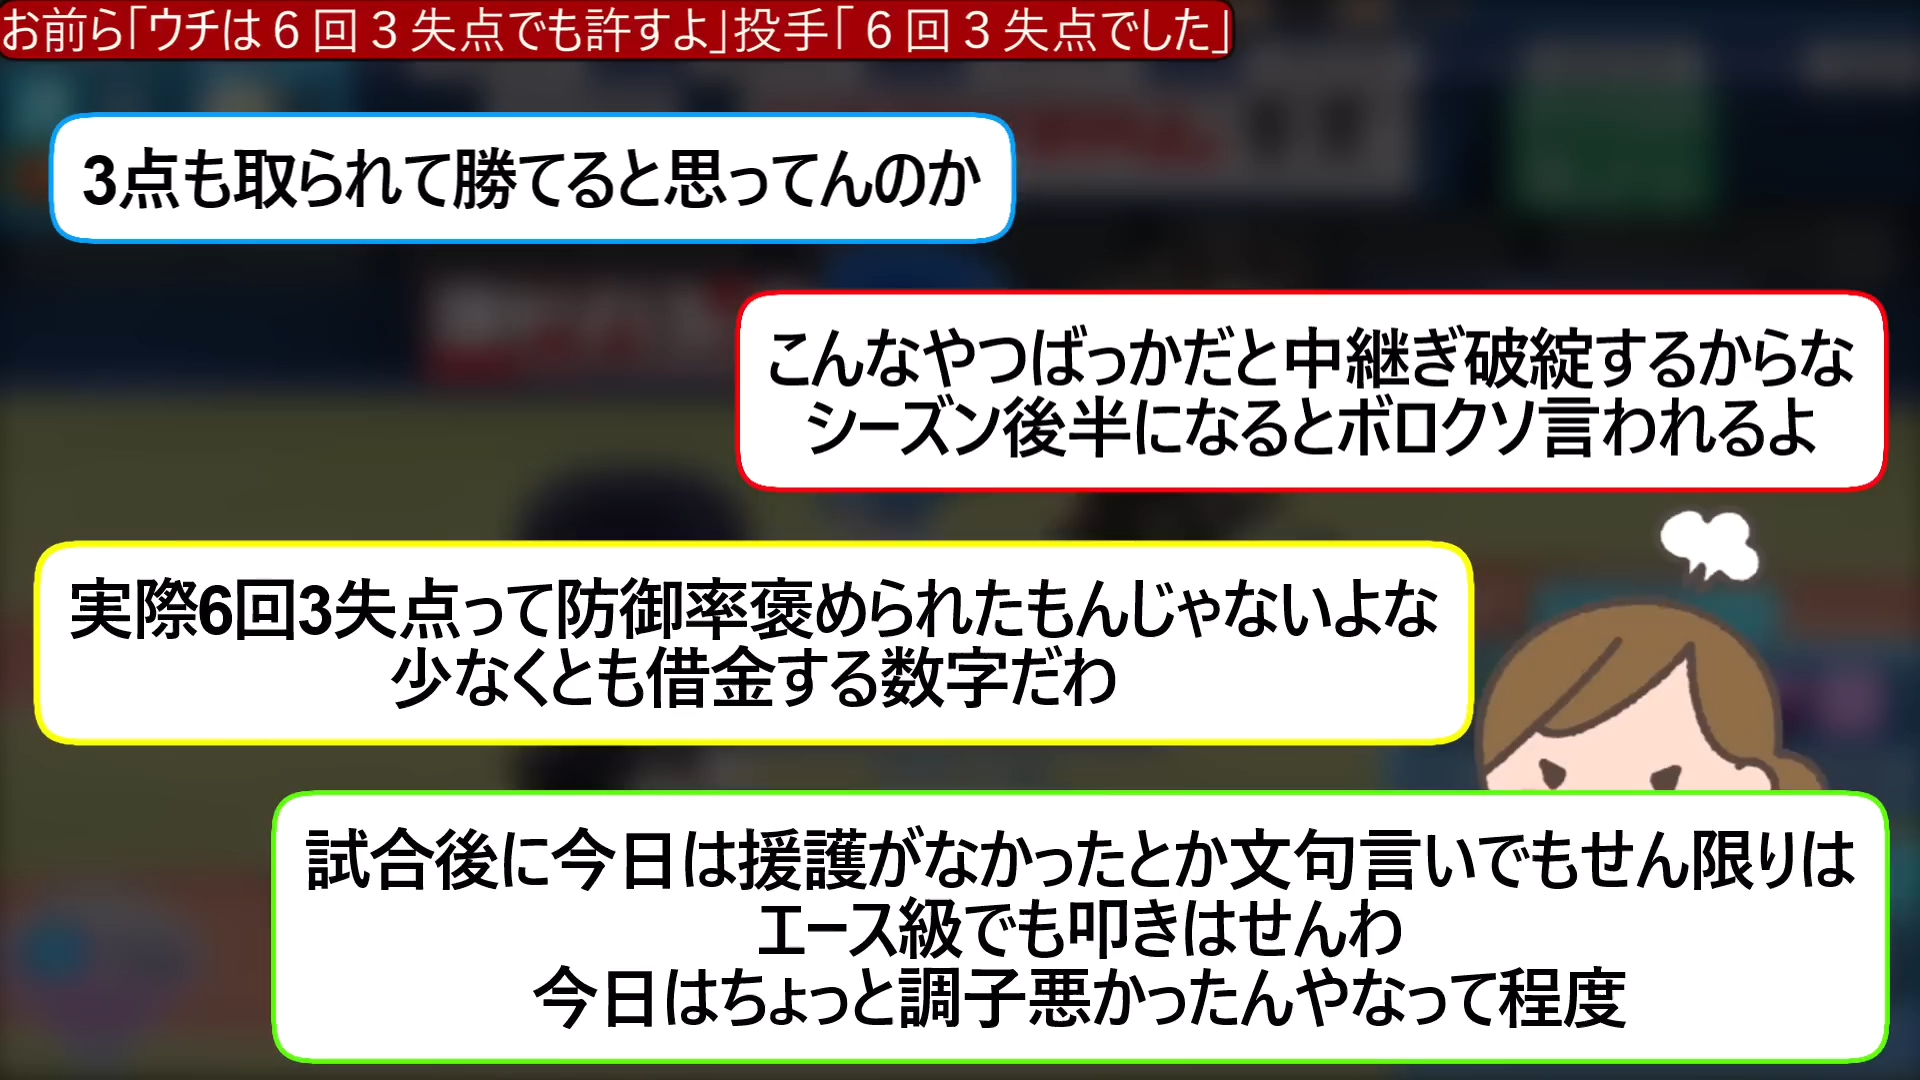 お前ら「ウチは６回３失点でも許すよ」投手「６回３失点でした」
3点も取られて勝てると思ってんのか
こんなやつばっかだと中継ぎ破綻するからな
シーズン後半になるとボロクソ言われるよ
実際6回3失点って防御率褒められたもんじゃないよな
少なくとも借金する数字だわ
試合後に今日は援護がなかったとか文句言いでもせん限りは
エース級でも叩きはせんわ
今日はちょっと調子悪かったんやなって程度